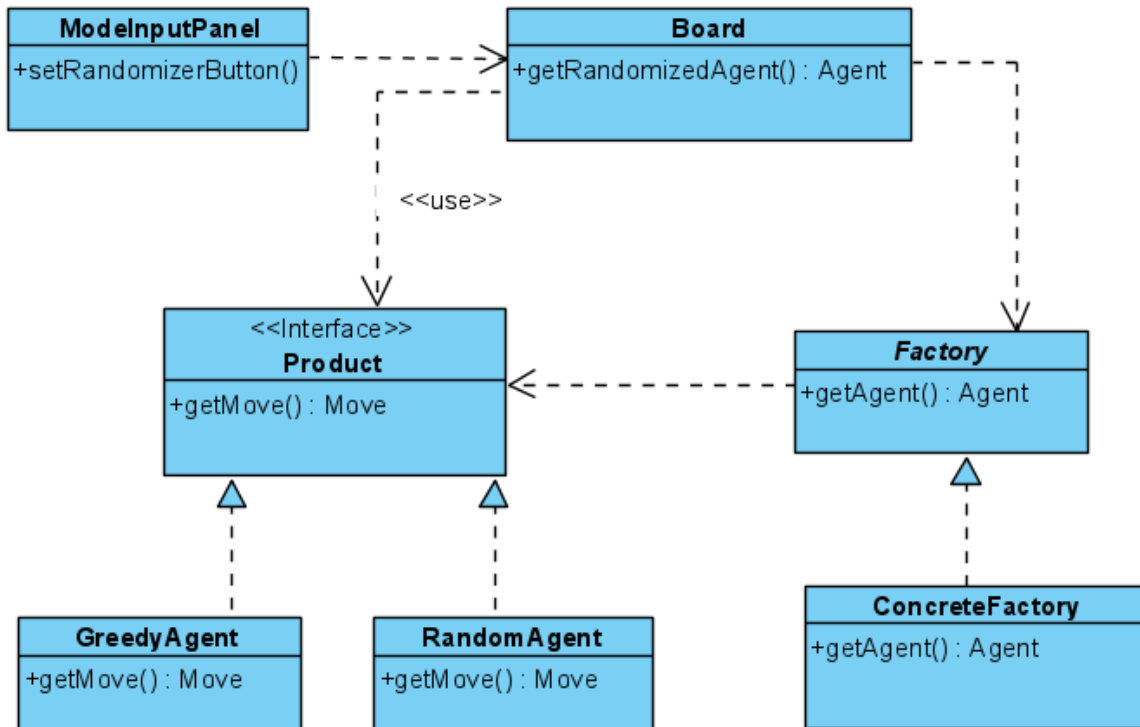 ModeInputPanel
+setRandomizerButton()
Board
+getRandomizedAgent() : Agent
<<use>>
<<Interface>>
Product
+getMove() : Move
Factory
+getAgent() : Agent
GreedyAgent
+getMove() : Move
RandomAgent
+getMove() : Move
ConcreteFactory
+getAgent() : Agent